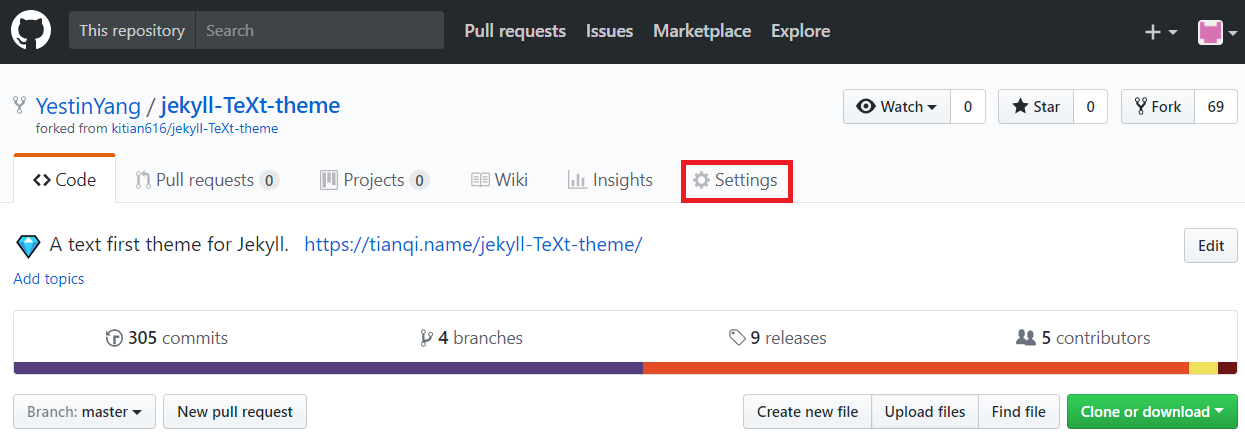 This repository Search Pull requests Issues Marketplace Explore
YestinYang / jekyll-TeXt-theme Watch 0 Star 0 Fork 69
forked from kitian616/jekyll-TeXt-theme
Code Pull requests 0 Projects 0 Wiki Insights Settings
A text first theme for Jekyll. https://tianqi.name/jekyll-TeXt-theme/ Edit
Add topics
305 commits 4 branches 9 releases 5 contributors
Branch: master New pull request Create new file Upload files Find file Clone or download